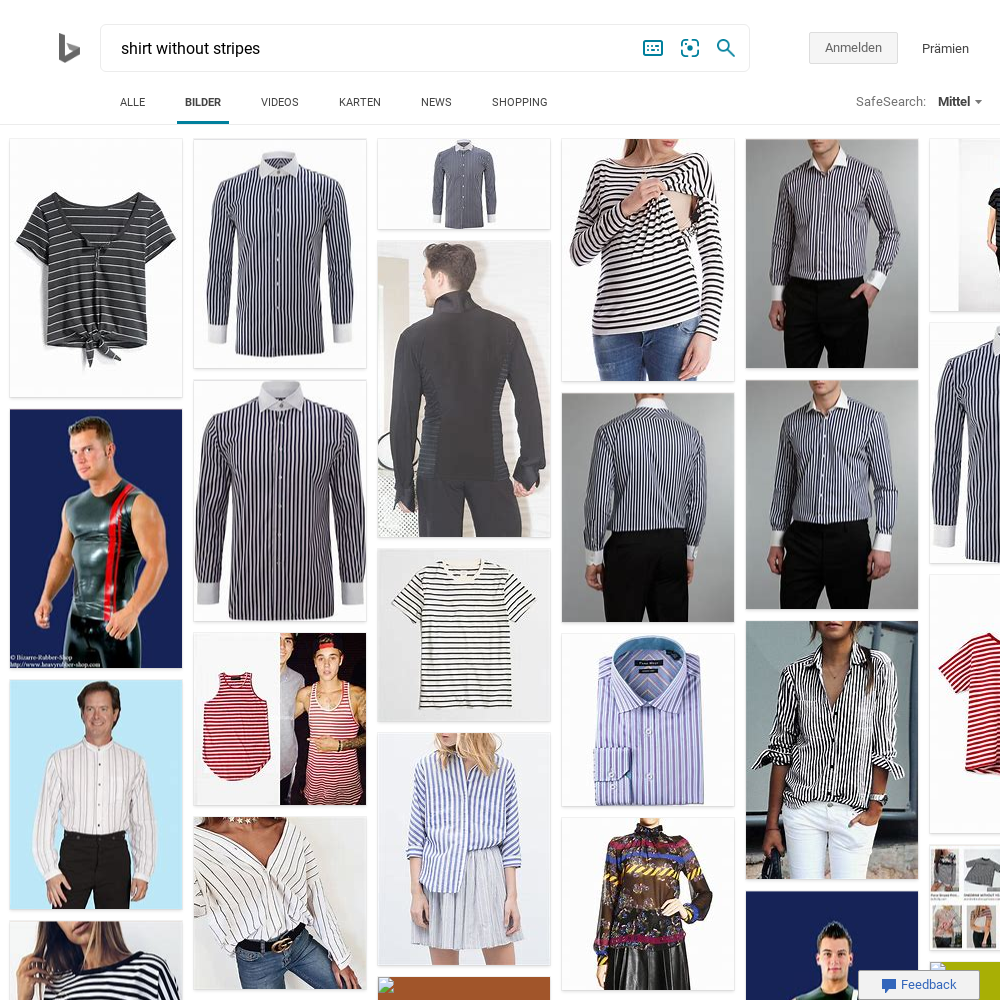 shirt without stripes
Anmelden
Prämien
ALLE
BILDER
VIDEOS
KARTEN
NEWS
SHOPPING
SafeSearch: Mittel
© Bizarre-Rubber-Shop
http://www.heavyrubber-shop.com
Feedback